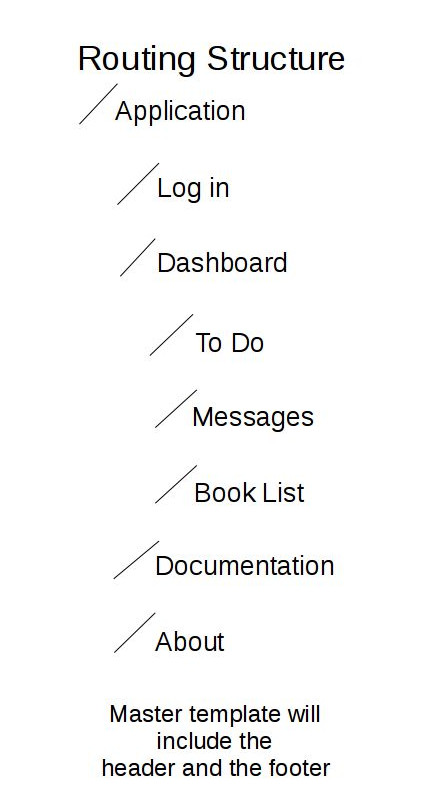 Routing Structure
Application
Log in
Dashboard
To Do
Messages
Book List
Documentation
About
Master template will
include the
header and the footer